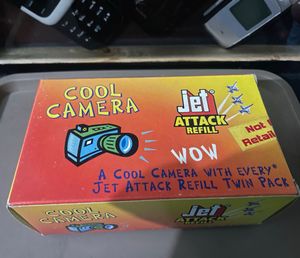 COOL
CAMERA
Jet
ATTACK
REFILL
Not
Retail
WOW
A COOL CAMERA WITH EVERY*
JET ATTACK REFILL TWIN PACK
COOL
CAMERA
Jet
ATTACK
REFILL